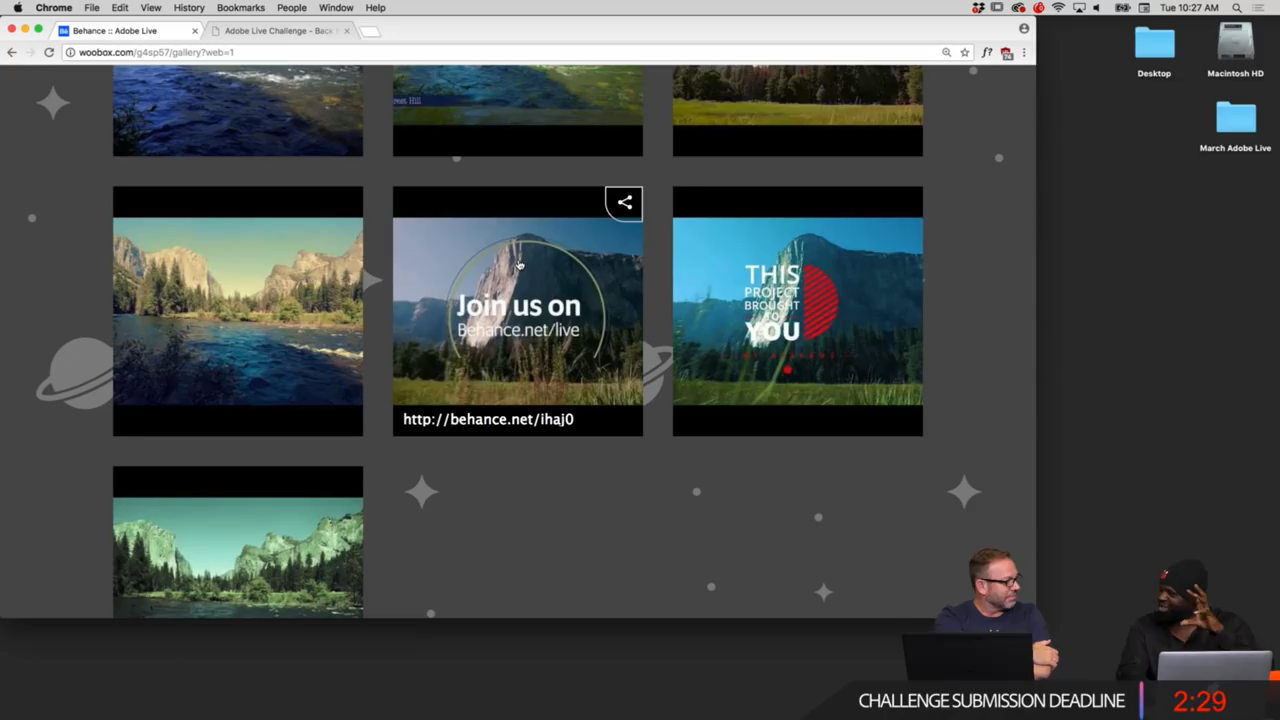 Chrome File Edit View History Bookmarks People Window Help
Tue 10:27 AM
Behance :: Adobe Live
Adobe Live Challenge - Back
woobox.com/g4sp57/gallery?web=1
Desktop
Macintosh HD
March Adobe Live
rest Hill
Join us on
Behance.net/live
http://behance.net/ihaj0
THIS
PROJECT
BROUGHT
TO
YOU
CHALLENGE SUBMISSION DEADLINE
2:29